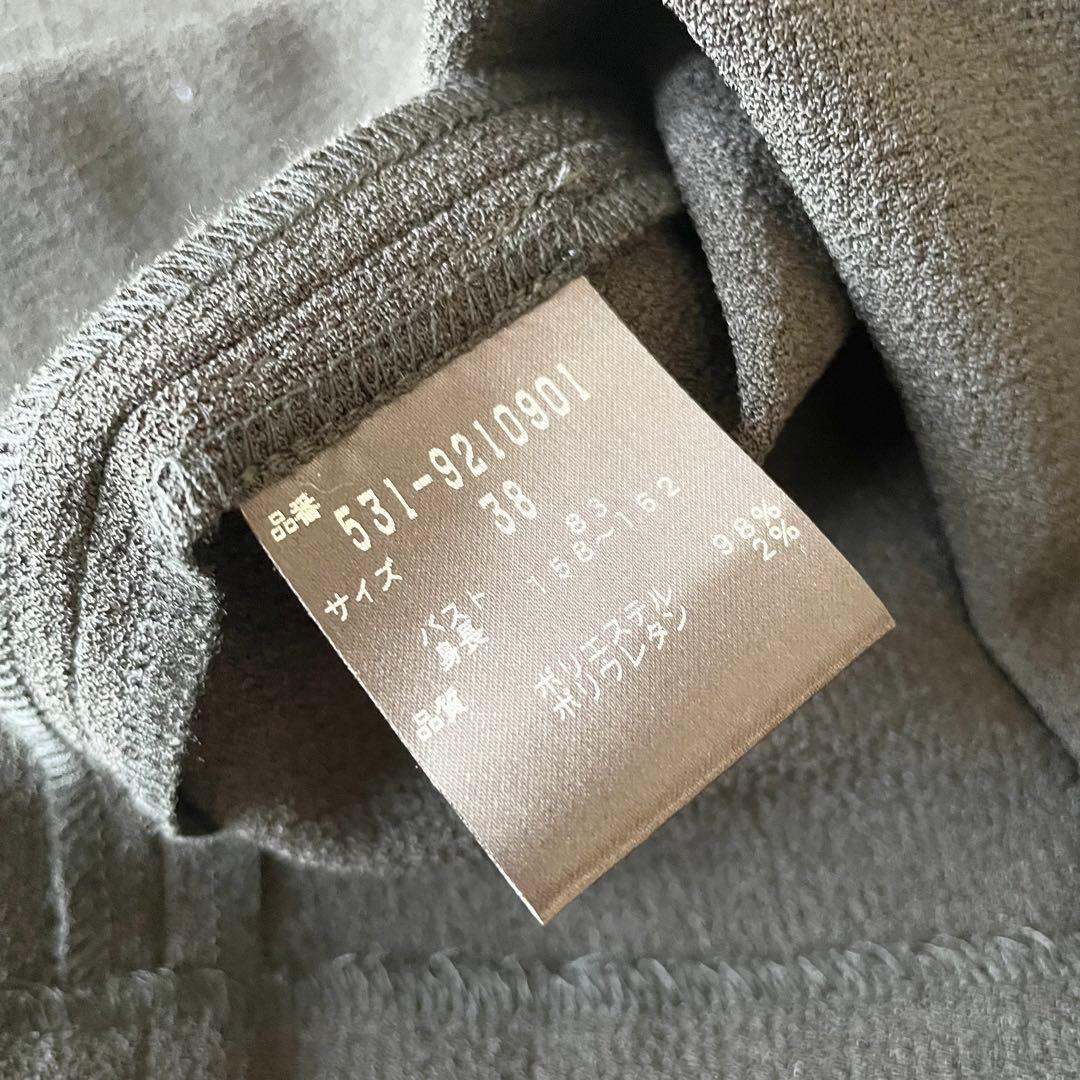 品番 531-9210901
サイズ 38
バスト 83
身長 158~162
品質 ポリエステル 98%
ポリウレタン 2%